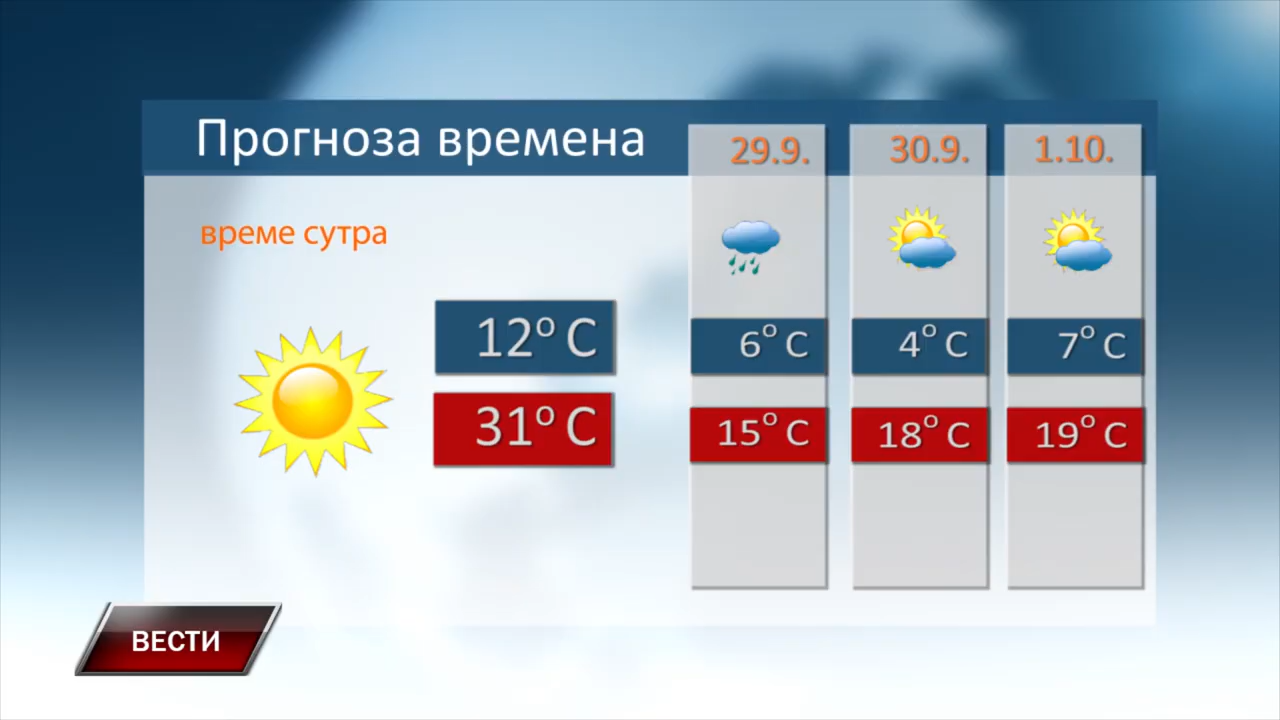 Прогноза времена
29.9. 30.9. 1.10.
време сутра
12° C
31° C
6° C 4° C 7° C
15° C 18° C 19° C
ВЕСТИ